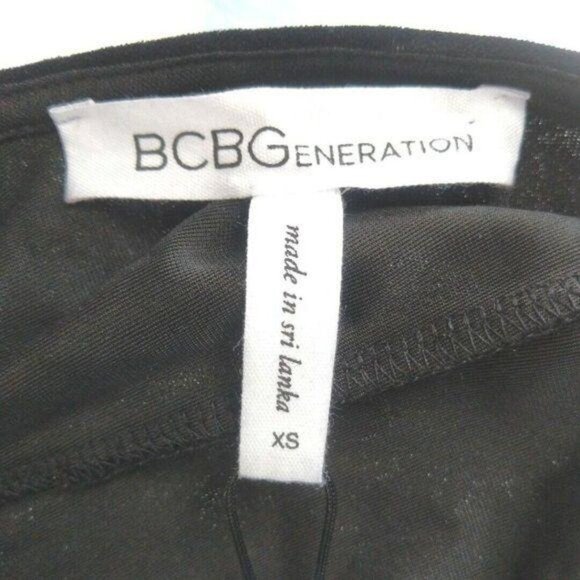 BCBGENERATION
made in sri lanka
XS